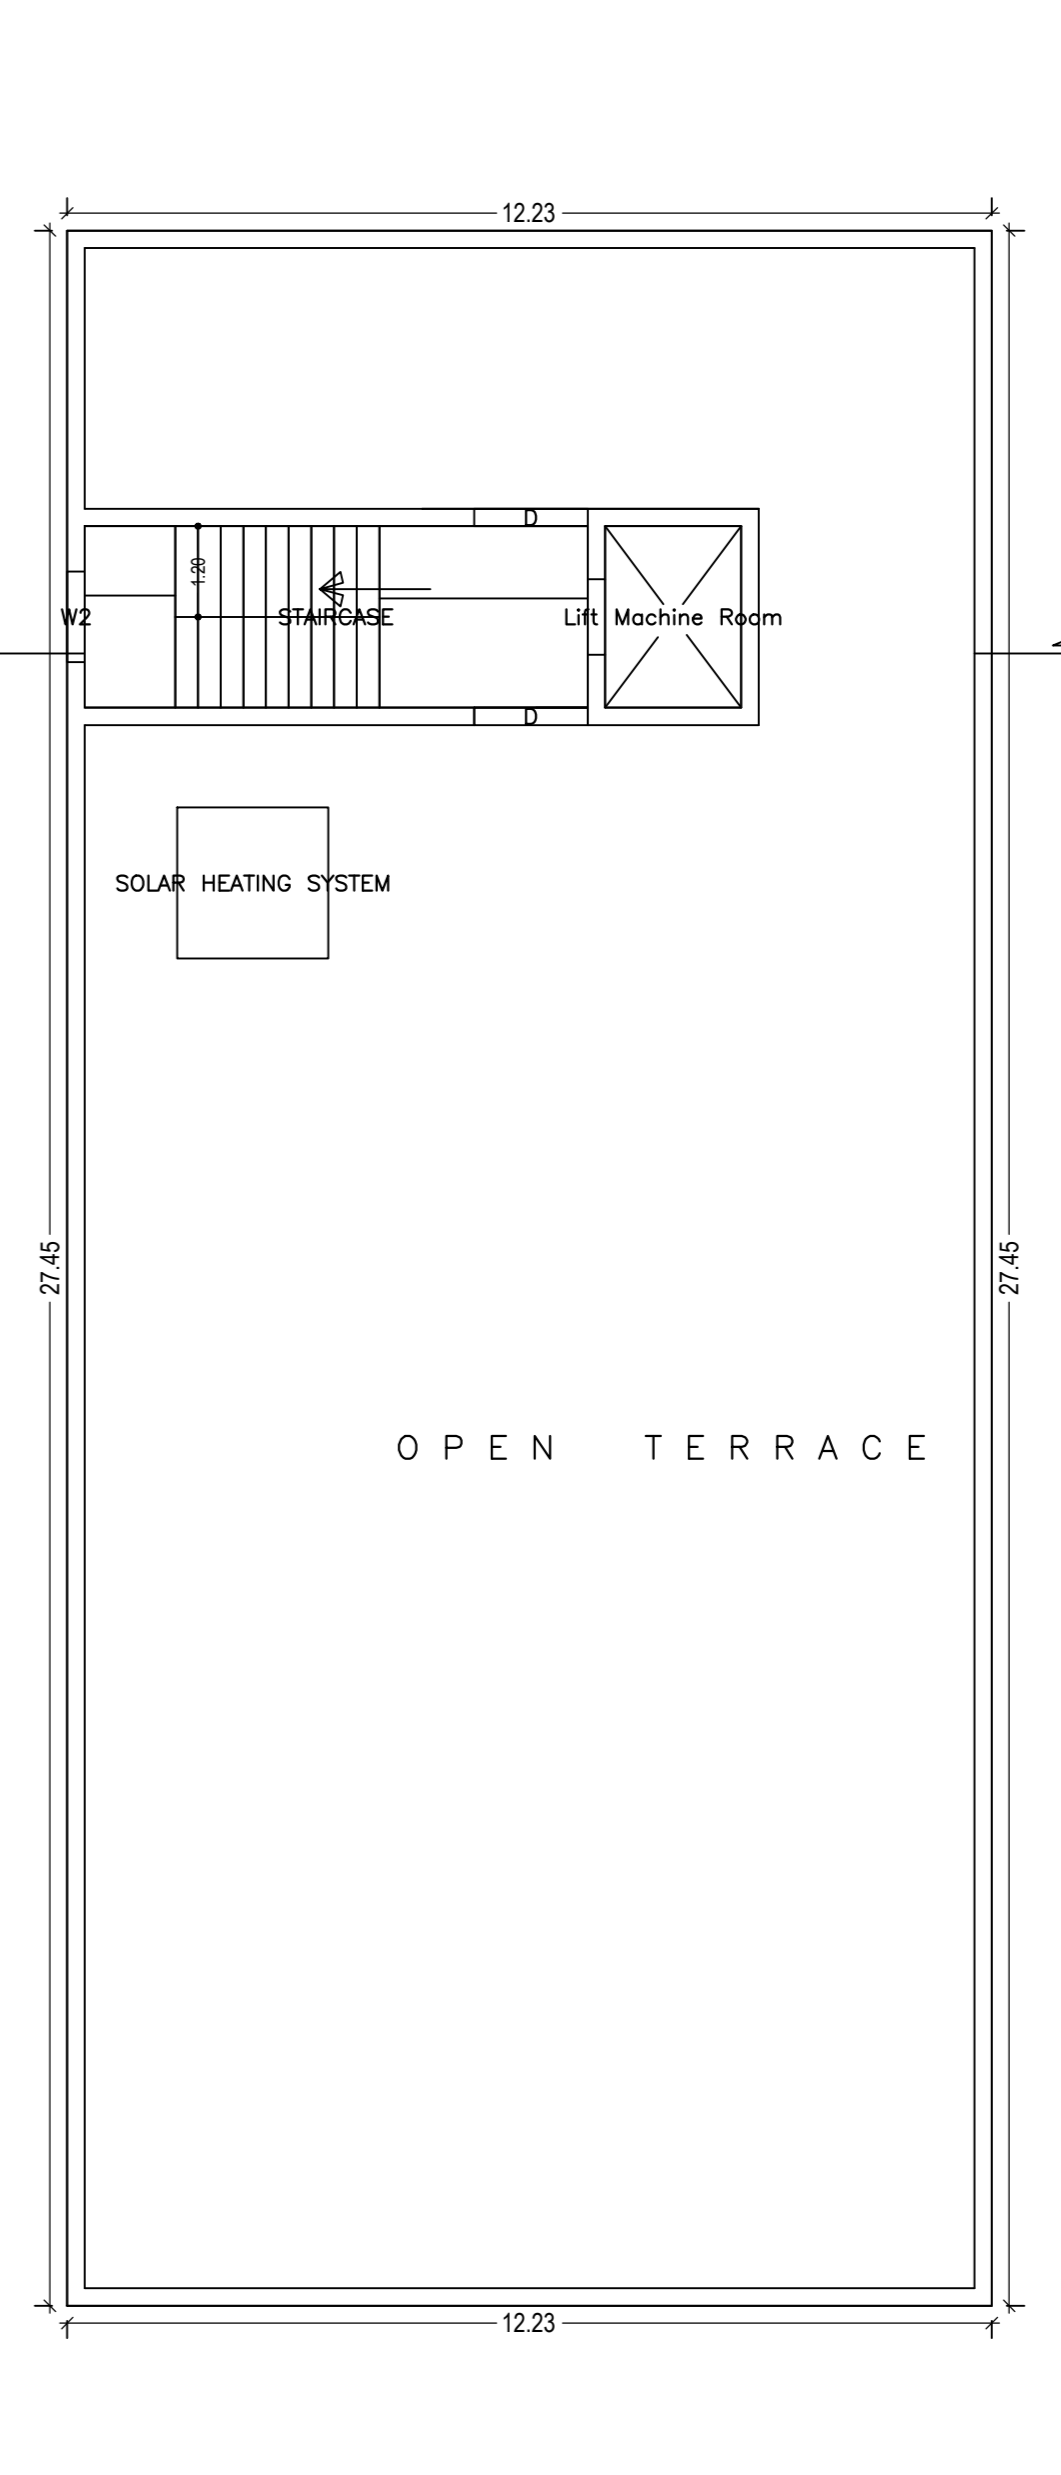 12.23
D
1.20
W2
STAIRCASE
Lift Machine Room
D
SOLAR HEATING SYSTEM
27.45
27.45
OPEN TERRACE
12.23